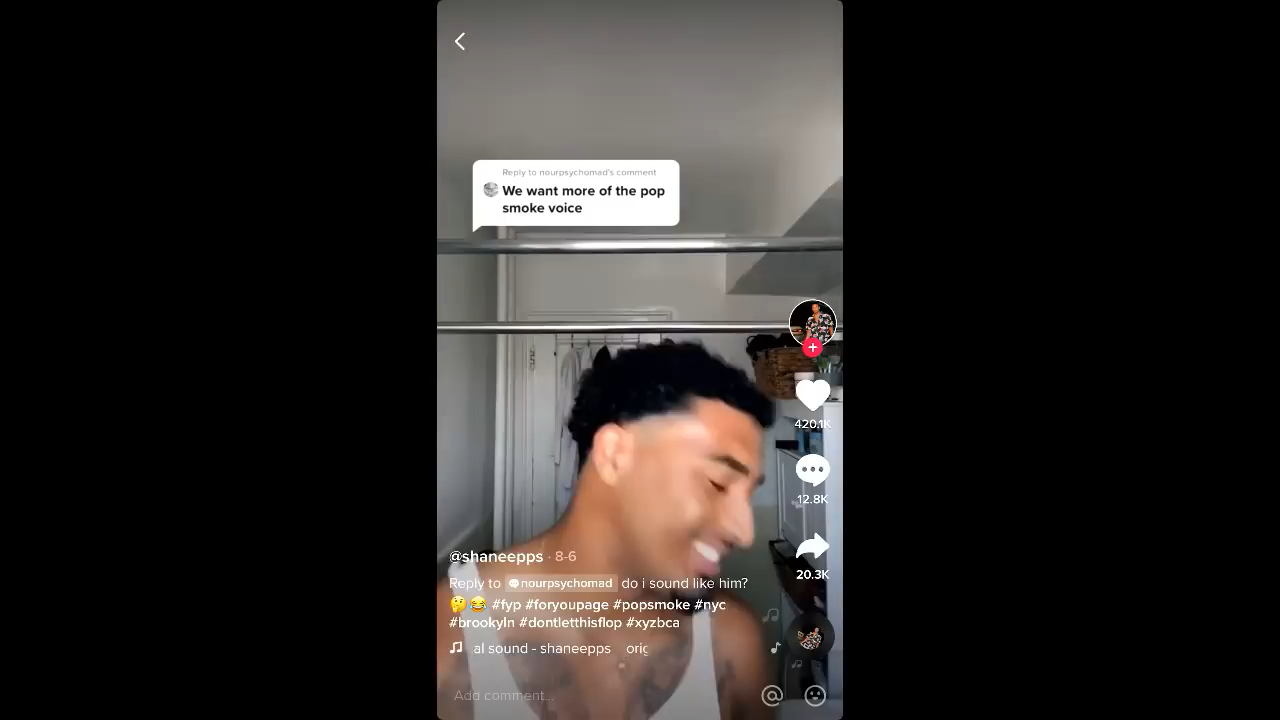 Reply to nourpsychomad's comment
We want more of the pop
smoke voice
420.1K
12.8K
@shaneepps · 8-6
20.3K
Reply to nourpsychomad do i sound like him?
🤔😂 #fyp #foryoupage #popsmoke #nyc
#brookyln #dontletthisflop #xyzbca
al sound - shaneepps orig
Add comment...